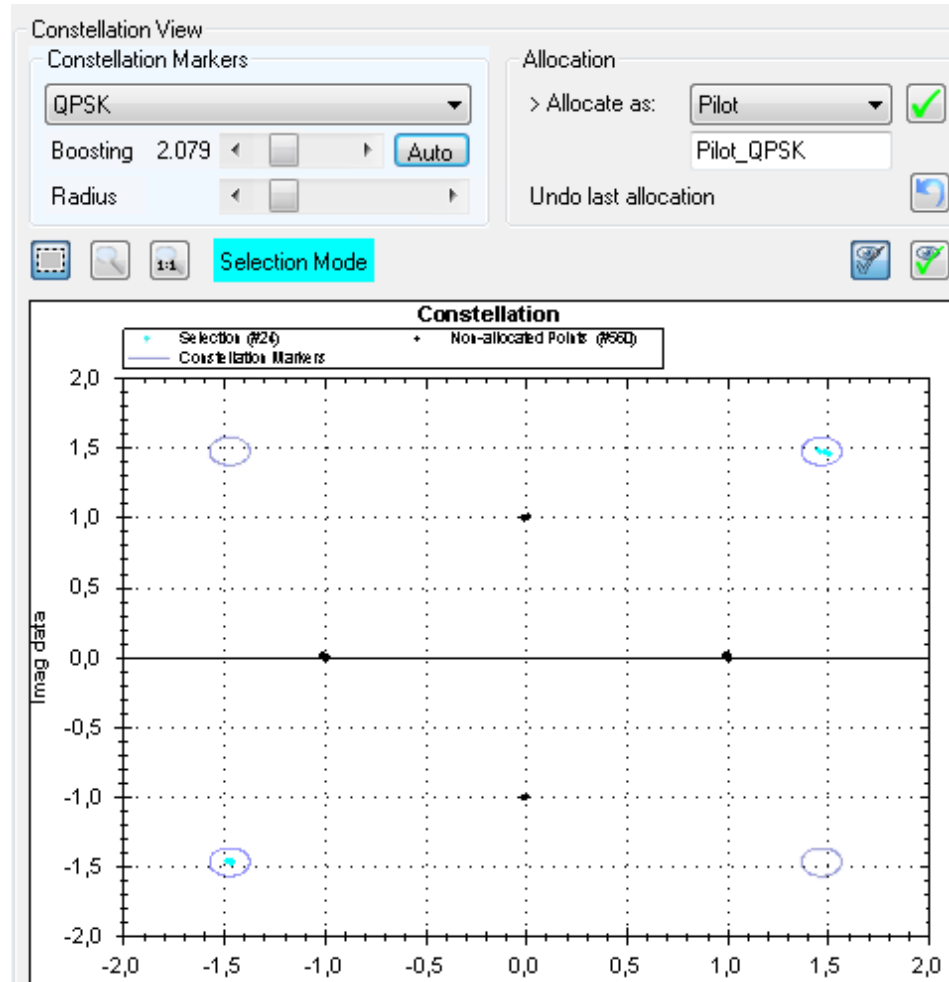 Constellation View
Constellation Markers
QPSK
Boosting 2.079 Auto
Radius
Allocation
> Allocate as: Pilot
Pilot_QPSK
Undo last allocation
1:1 Selection Mode
Constellation
Selection (#24) Non-allocated Points (#560)
Constellation Markers
2,0
1,5
1,0
0,5
0,0
-0,5
-1,0
-1,5
-2,0
Imag data
-2,0 -1,5 -1,0 -0,5 0,0 0,5 1,0 1,5 2,0